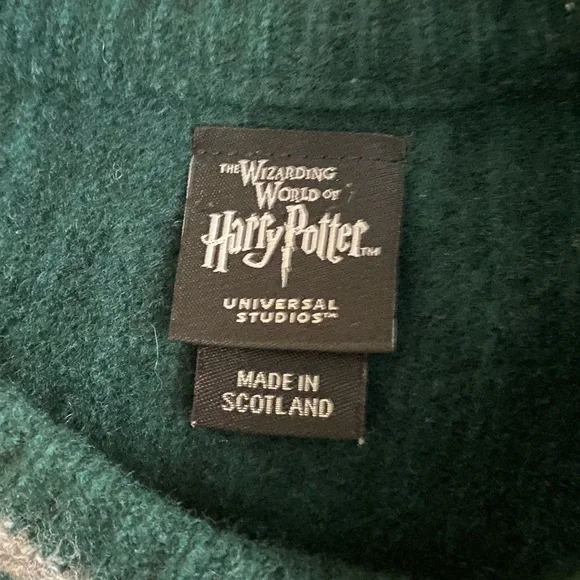 THE WIZARDING
WORLD OF
Harry Potter™
UNIVERSAL
STUDIOS™
MADE IN
SCOTLAND